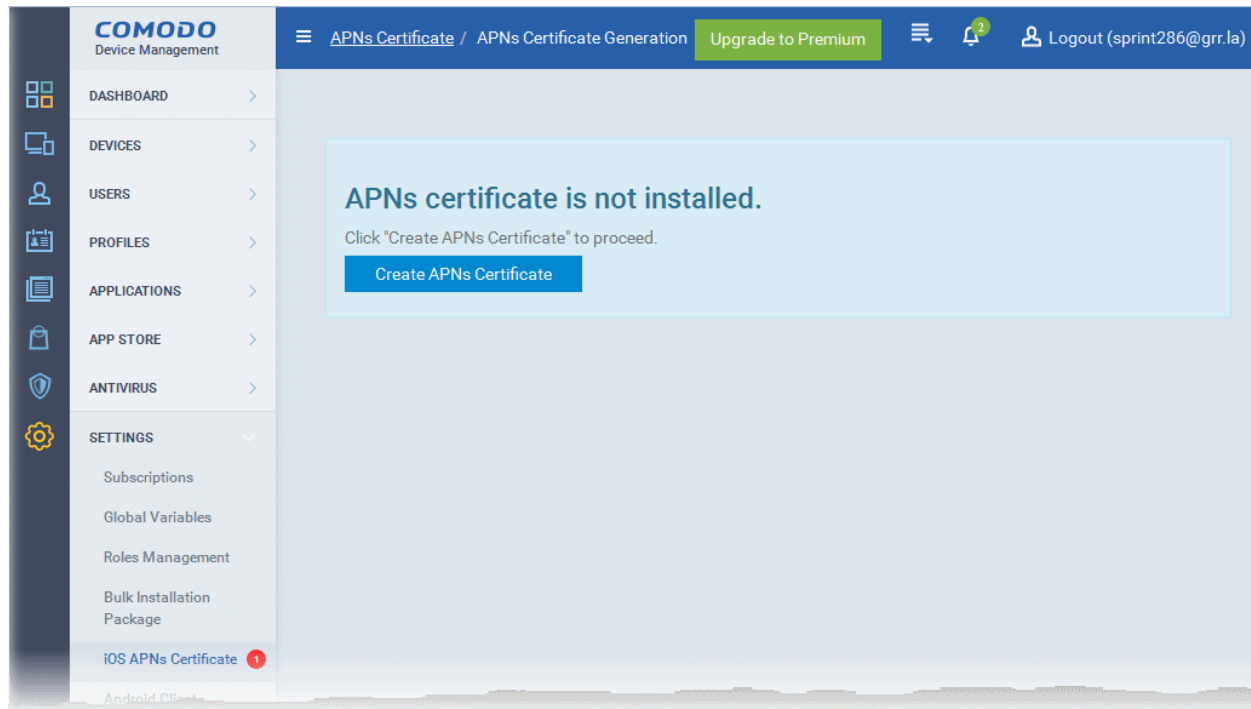 COMODO
Device Management
APNs Certificate / APNs Certificate Generation
Upgrade to Premium
2
Logout (sprint286@grr.la)
DASHBOARD
DEVICES
USERS
PROFILES
APPLICATIONS
APP STORE
ANTIVIRUS
SETTINGS
Subscriptions
Global Variables
Roles Management
Bulk Installation
Package
iOS APNs Certificate 1
Android Client
APNs certificate is not installed.
Click "Create APNs Certificate" to proceed.
Create APNs Certificate